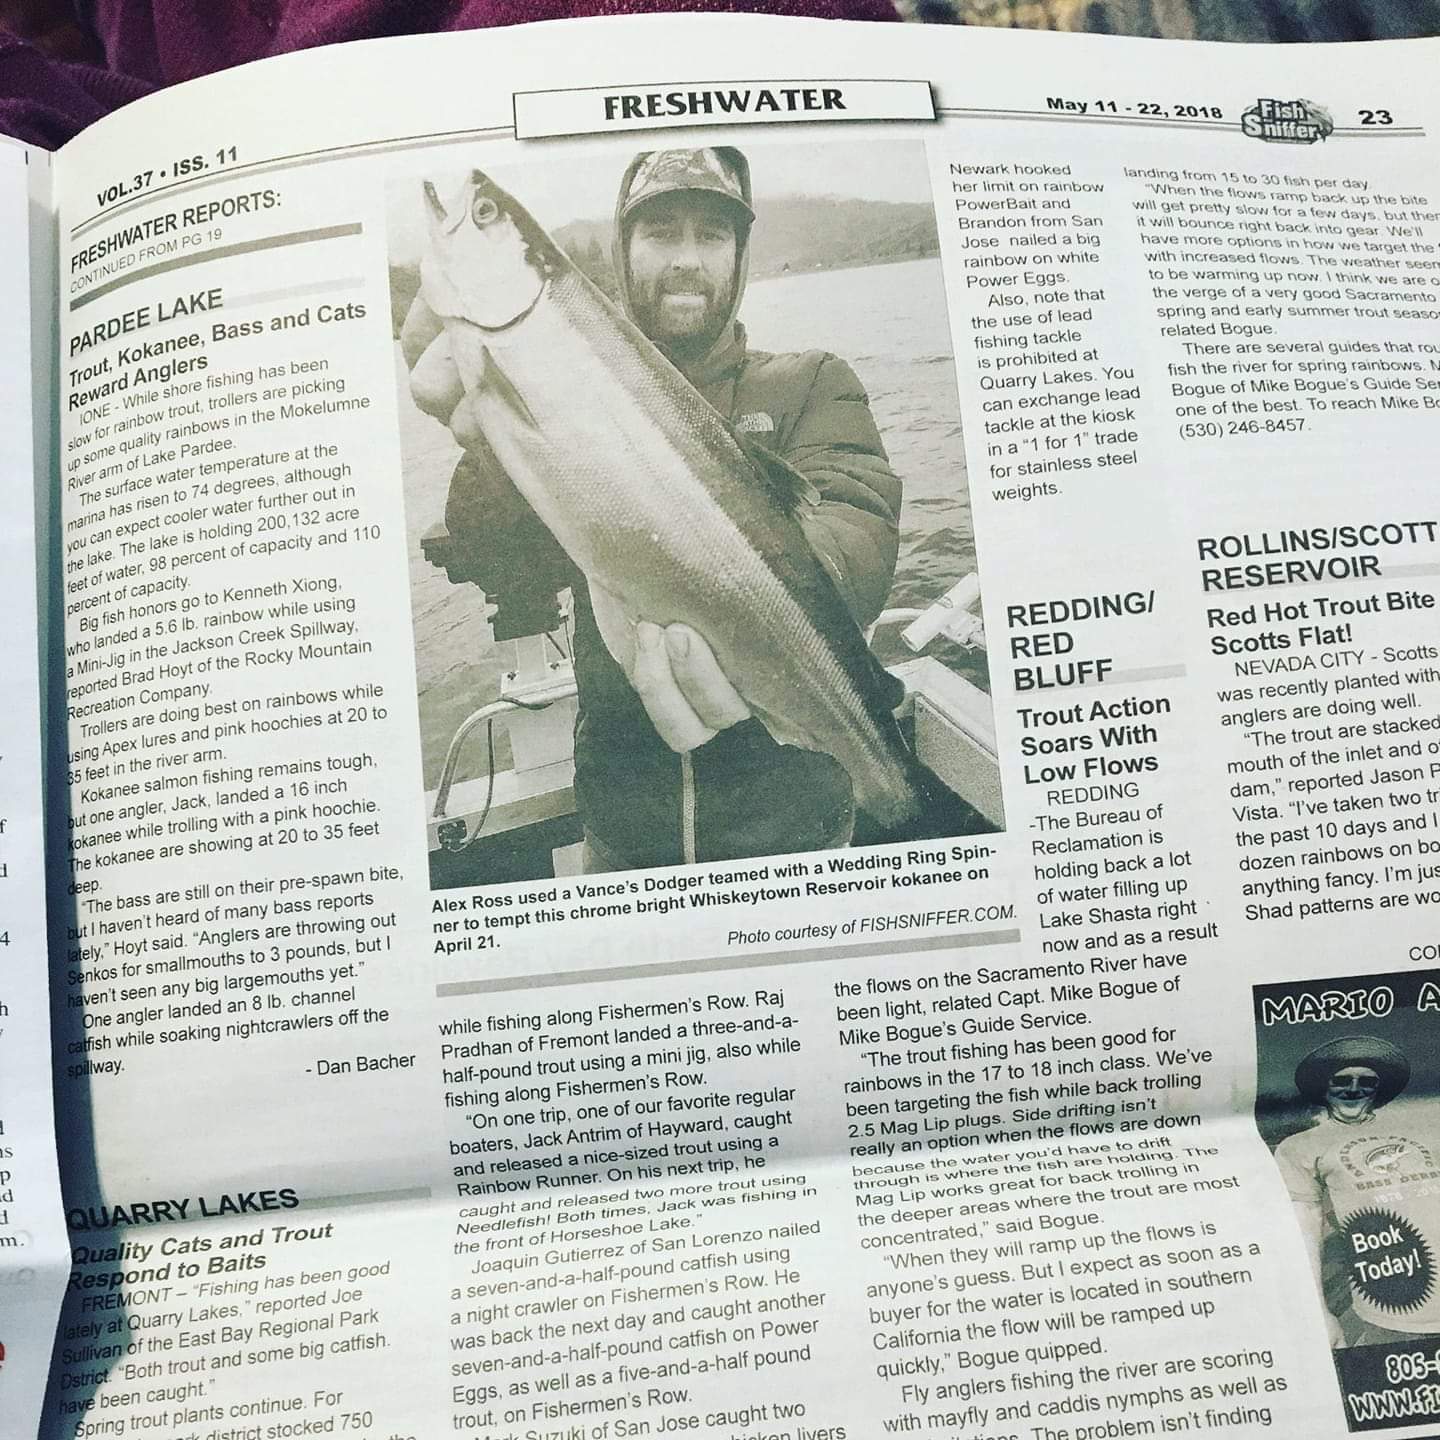 VOL.37 • ISS. 11
FRESHWATER
May 11 - 22, 2018
Fish
Sniffer
23
FRESHWATER REPORTS:
CONTINUED FROM PG 19
PARDEE LAKE
Trout, Kokanee, Bass and Cats
Reward Anglers
IONE - While shore fishing has been
slow for rainbow trout, trollers are picking
up some quality rainbows in the Mokelumne
River arm of Lake Pardee.
The surface water temperature at the
marina has risen to 74 degrees, although
you can expect cooler water further out in
the lake. The lake is holding 200,132 acre
feet of water, 98 percent of capacity and 110
percent of capacity.
Big fish honors go to Kenneth Xiong,
who landed a 5.6 lb. rainbow while using
a Mini-Jig in the Jackson Creek Spillway,
reported Brad Hoyt of the Rocky Mountain
Recreation Company.
Trollers are doing best on rainbows while
using Apex lures and pink hoochies at 20 to
35 feet in the river arm.
Kokanee salmon fishing remains tough,
but one angler, Jack, landed a 16 inch
kokanee while trolling with a pink hoochie.
The kokanee are showing at 20 to 35 feet
deep.
"The bass are still on their pre-spawn bite,
but I haven't heard of many bass reports
lately," Hoyt said. "Anglers are throwing out
Senkos for smallmouths to 3 pounds, but I
haven't seen any big largemouths yet."
One angler landed an 8 lb. channel
catfish while soaking nightcrawlers off the
spillway.
- Dan Bacher
QUARRY LAKES
Quality Cats and Trout
Respond to Baits
FREMONT – "Fishing has been good
lately at Quarry Lakes," reported Joe
Sullivan of the East Bay Regional Park
District. "Both trout and some big catfish
have been caught."
Spring trout plants continue. For
district stocked 750
THE NORTH FACE
Alex Ross used a Vance's Dodger teamed with a Wedding Ring Spin-
ner to tempt this chrome bright Whiskeytown Reservoir kokanee on
April 21.
Photo courtesy of FISHSNIFFER.COM.
while fishing along Fishermen's Row. Raj
Pradhan of Fremont landed a three-and-a-
half-pound trout using a mini jig, also while
fishing along Fishermen's Row.
"On one trip, one of our favorite regular
boaters, Jack Antrim of Hayward, caught
and released a nice-sized trout using a
Rainbow Runner. On his next trip, he
caught and released two more trout using
Needlefish! Both times, Jack was fishing in
the front of Horseshoe Lake."
Joaquin Gutierrez of San Lorenzo nailed
a seven-and-a-half-pound catfish using
a night crawler on Fishermen's Row. He
was back the next day and caught another
seven-and-a-half-pound catfish on Power
Eggs, as well as a five-and-a-half pound
trout, on Fishermen's Row.
Suzuki of San Jose caught two
livers
Newark hooked
her limit on rainbow
PowerBait and
Brandon from San
Jose nailed a big
rainbow on white
Power Eggs.
Also, note that
the use of lead
fishing tackle
is prohibited at
Quarry Lakes. You
can exchange lead
tackle at the kiosk
in a "1 for 1" trade
for stainless steel
weights.
REDDING/
RED
BLUFF
Trout Action
Soars With
Low Flows
REDDING
-The Bureau of
Reclamation is
holding back a lot
of water filling up
Lake Shasta right
now and as a result
the flows on the Sacramento River have
been light, related Capt. Mike Bogue of
Mike Bogue's Guide Service.
"The trout fishing has been good for
rainbows in the 17 to 18 inch class. We've
been targeting the fish while back trolling
2.5 Mag Lip plugs. Side drifting isn't
really an option when the flows are down
because the water you'd have to drift
through is where the fish are holding. The
Mag Lip works great for back trolling in
the deeper areas where the trout are most
concentrated," said Bogue.
"When they will ramp up the flows is
anyone's guess. But I expect as soon as a
buyer for the water is located in southern
California the flow will be ramped up
quickly," Bogue quipped.
Fly anglers fishing the river are scoring
with mayfly and caddis nymphs as well as
The problem isn't finding
landing from 15 to 30 fish per day.
"When the flows ramp back up the bite
will get pretty slow for a few days, but then
it will bounce right back into gear. We'll
have more options in how we target the
with increased flows. The weather seem
to be warming up now. I think we are o
the verge of a very good Sacramento
spring and early summer trout seaso
related Bogue.
There are several guides that rou
fish the river for spring rainbows. M
Bogue of Mike Bogue's Guide Ser
one of the best. To reach Mike Bo
(530) 246-8457.
ROLLINS/SCOTT
RESERVOIR
Red Hot Trout Bite
Scotts Flat!
NEVADA CITY - Scotts
was recently planted with
anglers are doing well.
"The trout are stacked
mouth of the inlet and o
dam," reported Jason P
Vista. "I've taken two tr
the past 10 days and I
dozen rainbows on bo
anything fancy. I'm jus
Shad patterns are wo
CO
MARIO A
Book
Today!
805-
WWW.FI